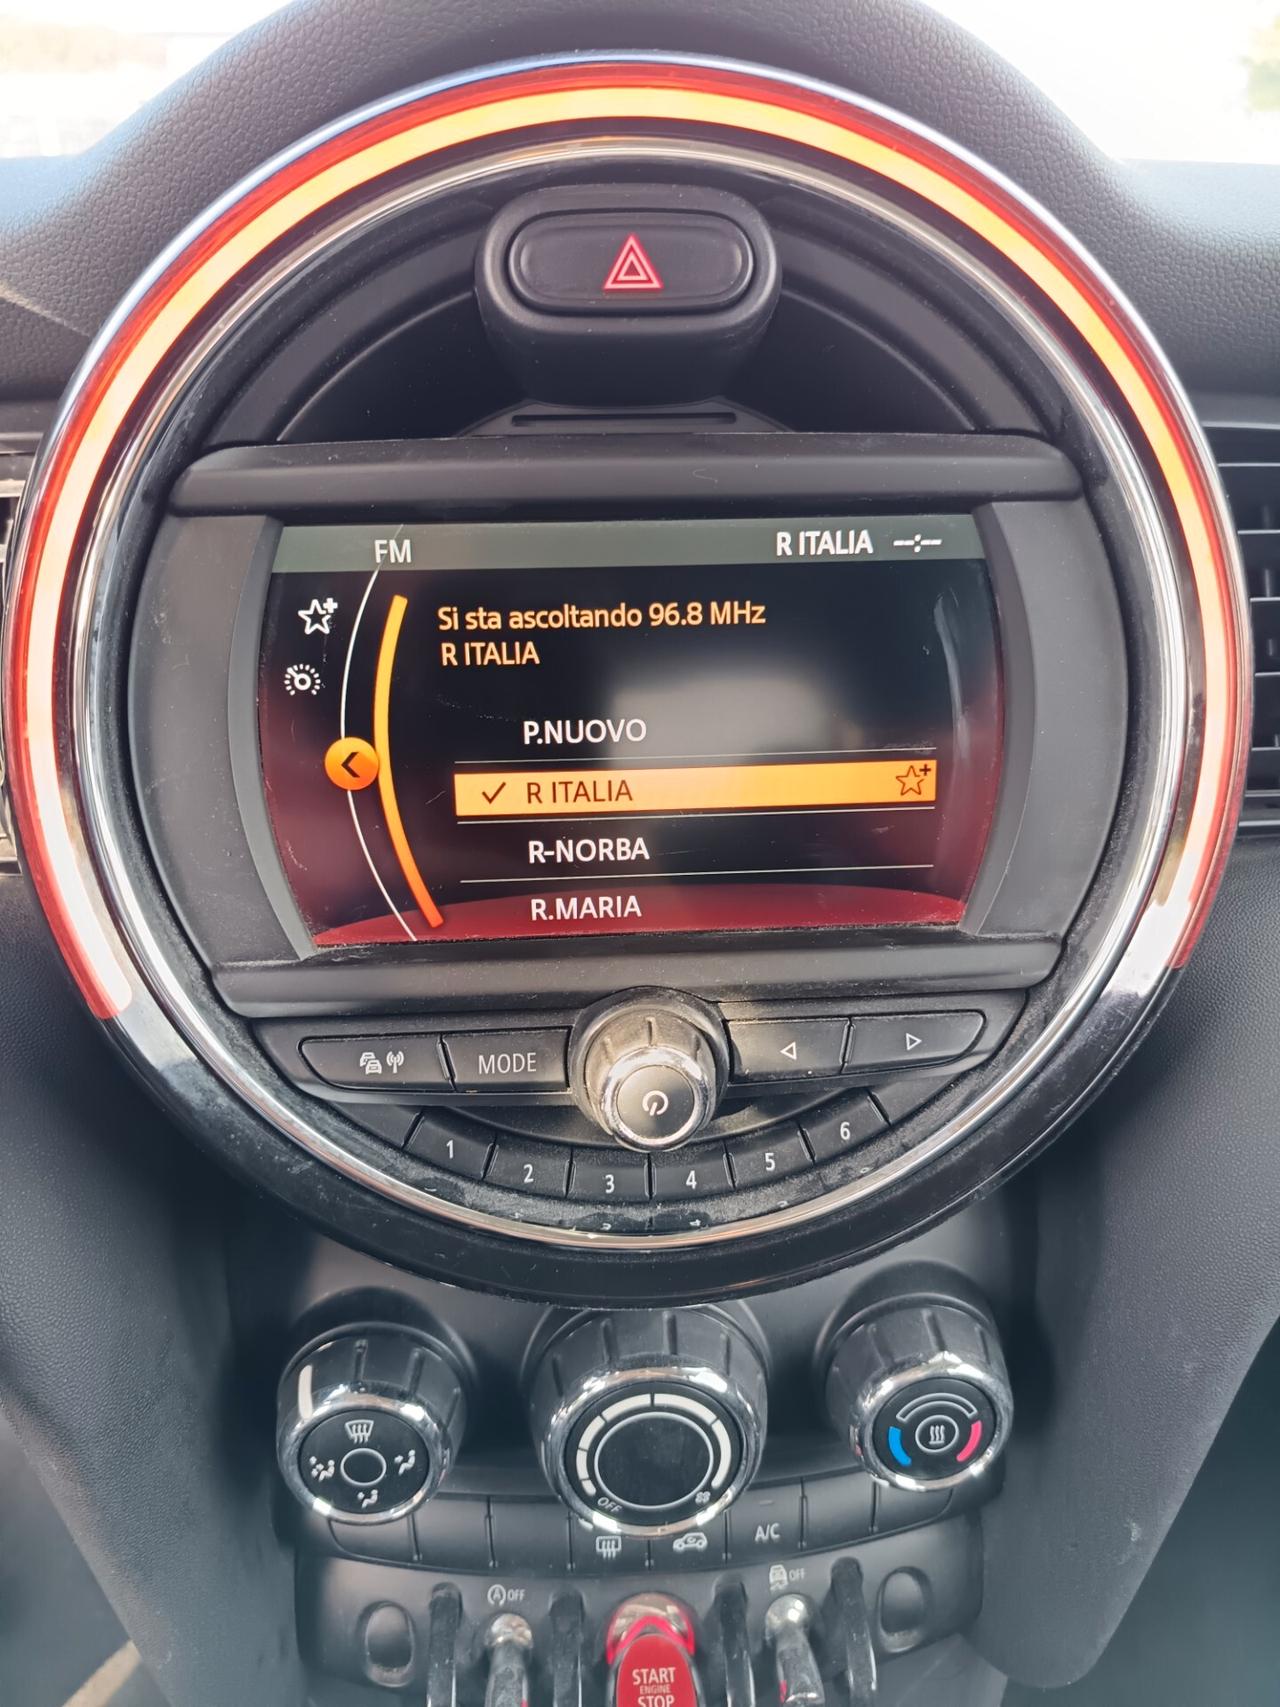 FM R ITALIA --:--
Si sta ascoltando 96.8 MHz
R ITALIA
P.NUOVO
R ITALIA
R-NORBA
R.MARIA
MODE
1 2 3 4 5 6
OFF
A/C
A OFF OFF
START
ENGINE
STOP